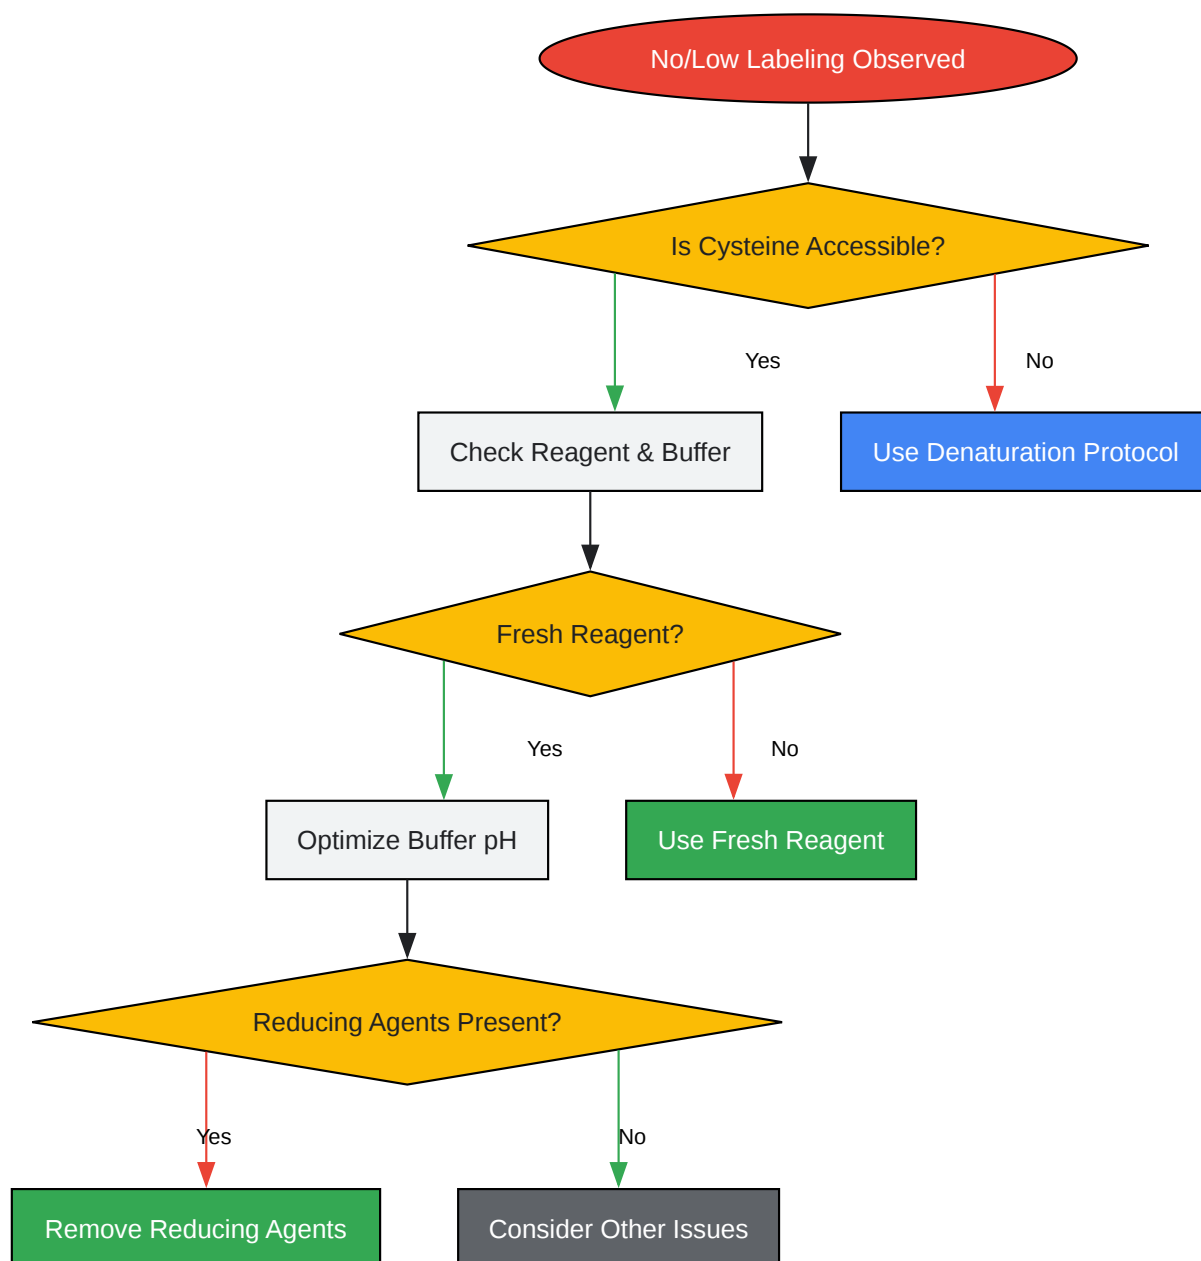 No/Low Labeling Observed
Is Cysteine Accessible?
Yes
No
Check Reagent & Buffer
Use Denaturation Protocol
Fresh Reagent?
Yes
No
Optimize Buffer pH
Use Fresh Reagent
Reducing Agents Present?
Yes
No
Remove Reducing Agents
Consider Other Issues